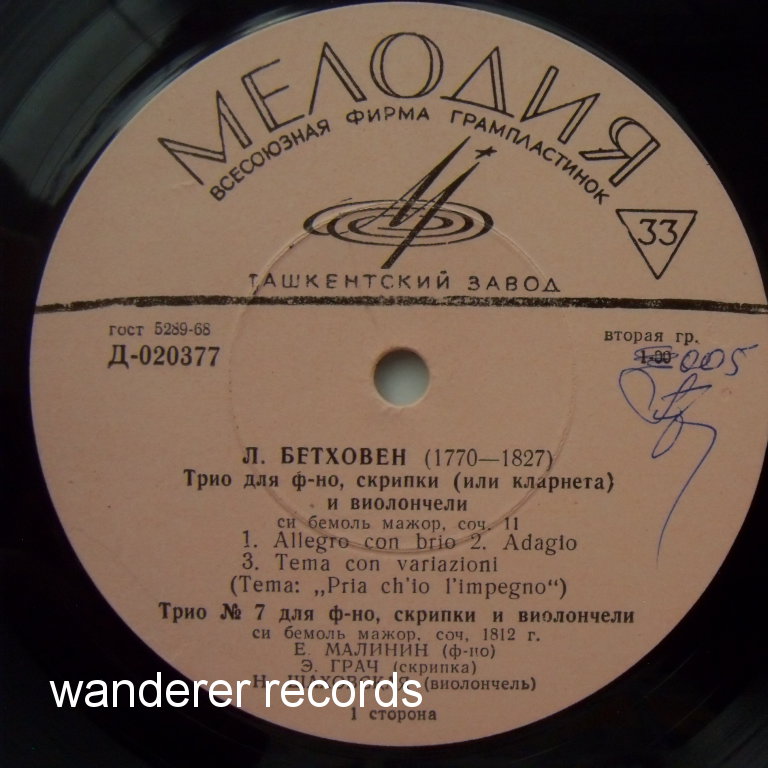 МЕЛОДИЯ
ВСЕСОЮЗНАЯ ФИРМА ГРАМПЛАСТИНОК
33
ТАШКЕНТСКИЙ ЗАВОД
гост 5289-68
Д-020377
вторая гр.
1-00 005
Л. БЕТХОВЕН (1770—1827)
Трио для ф-но, скрипки (или кларнета)
и виолончели
си бемоль мажор, соч. 11
1. Allegro con brio 2. Adagio
3. Tema con variazioni
(Tema: „Pria ch'io l'impegno“)
Трио № 7 для ф-но, скрипки и виолончели
си бемоль мажор, соч, 1812 г.
Е. МАЛИНИН (ф-но)
Э. ГРАЧ (скрипка)
Н. ШАХОВСКАЯ (виолончель)
wanderer records
1 сторона